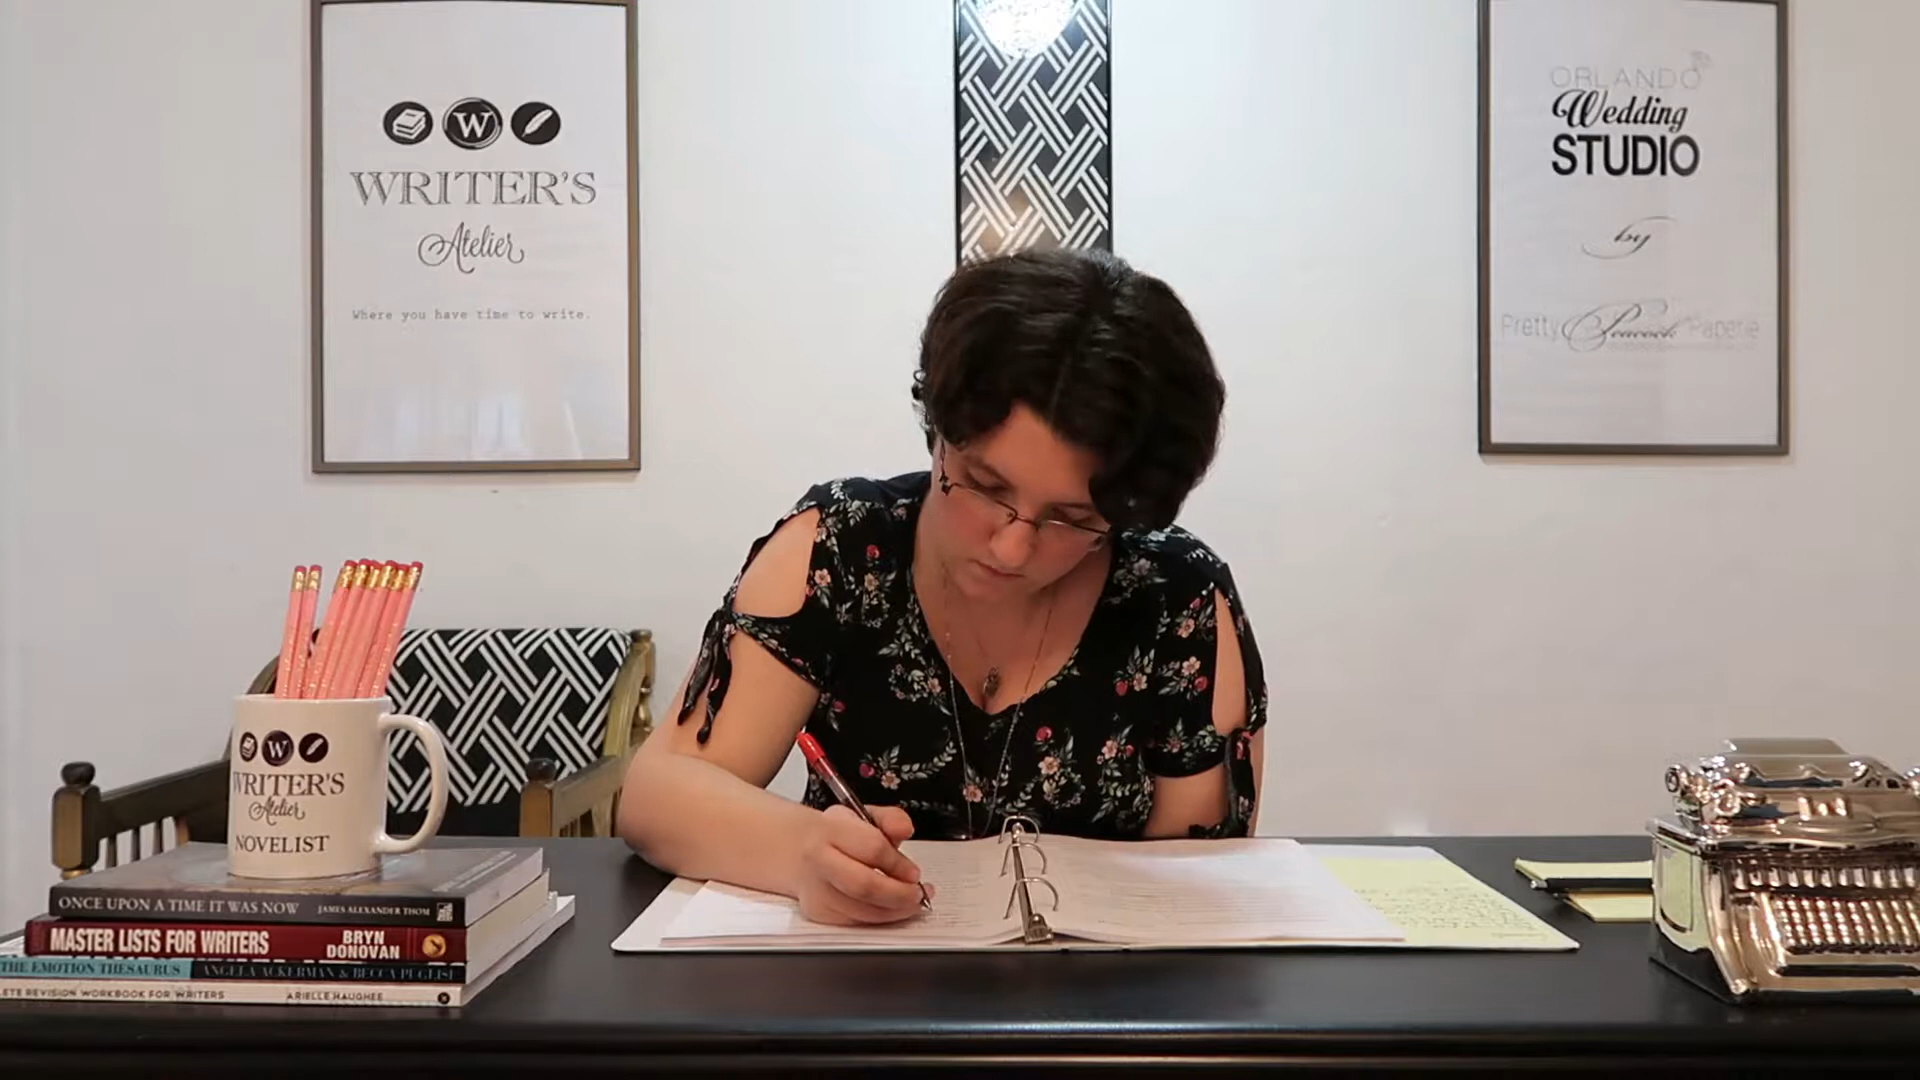 W
WRITER'S
Atelier
Where you have time to write.
ORLANDO
Wedding
STUDIO
by
Pretty Peacock Paperie
W
WRITER'S
Atelier
NOVELIST
ONCE UPON A TIME IT WAS NOW JAMES ALEXANDER THOM
MASTER LISTS FOR WRITERS BRYN DONOVAN
THE EMOTION THESAURUS ANGELA ACKERMAN & BECCA PUGLISI
LETE REVISION WORKBOOK FOR WRITERS ARIELLE HAUGHEE